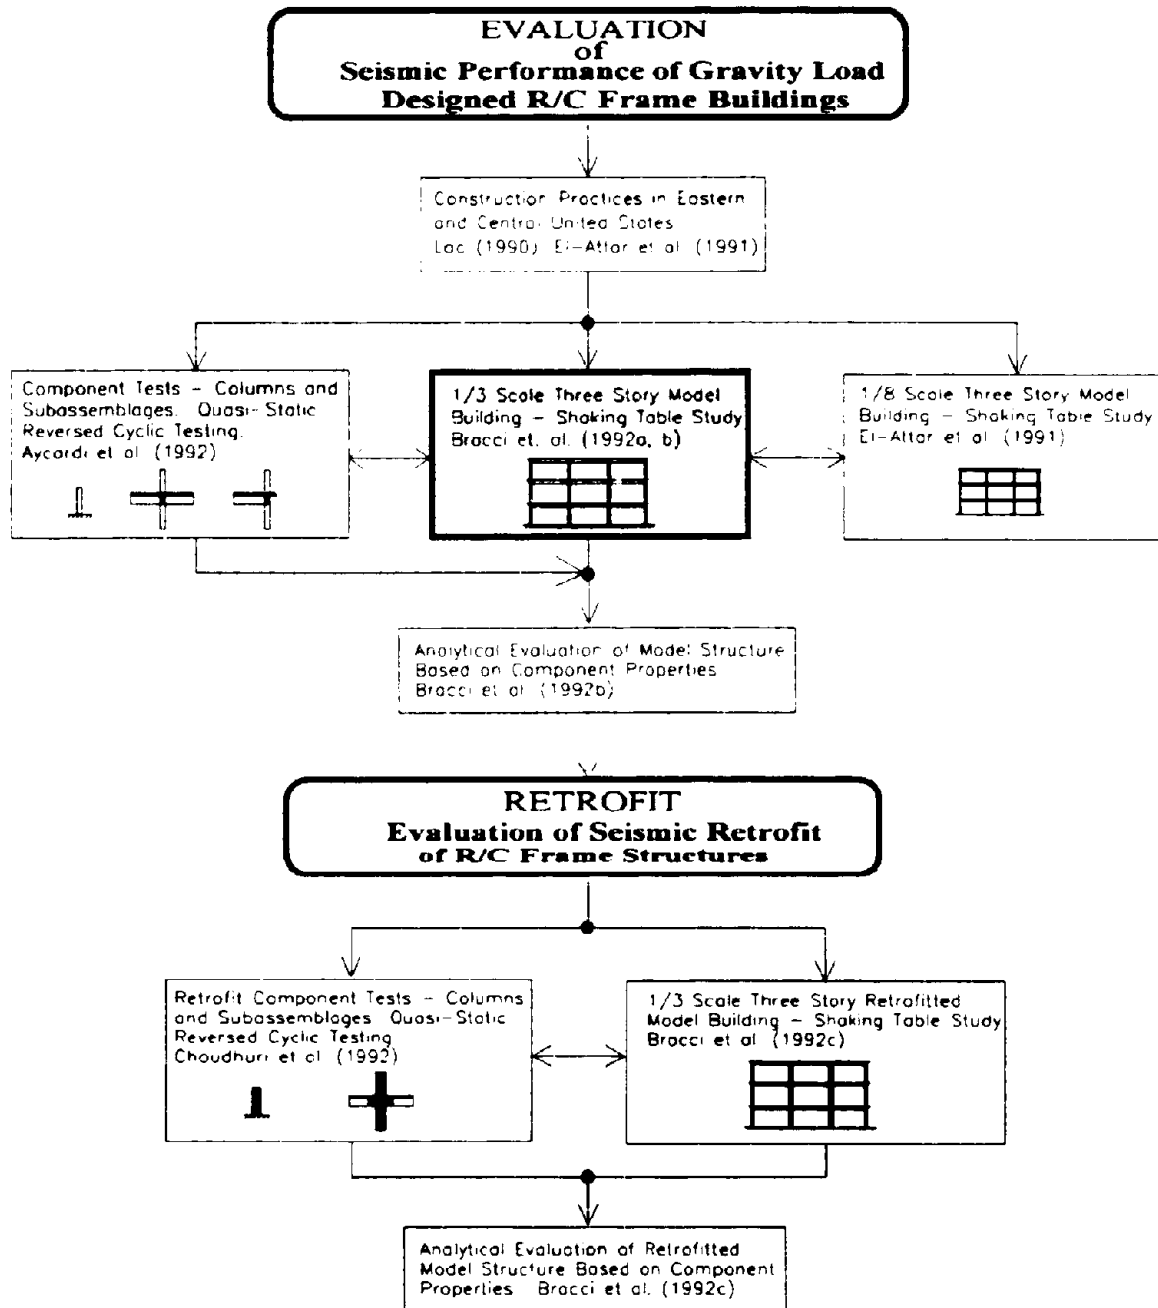 EVALUATION
of
Seismic Performance of Gravity Load
Designed R/C Frame Buildings
Construction Practices in Eastern
and Central United States
Lao (1990) El-Attar et al (1991)
Component Tests - Columns and
Subassemblages. Quasi-Static
Reversed Cyclic Testing.
Aycardi et al (1992)
1/3 Scale Three Story Model
Building - Shaking Table Study
Bracci et. al. (1992a, b)
1/8 Scale Three Story Model
Building - Shaking Table Study
El-Attar et al (1991)
Analytical Evaluation of Model Structure
Based on Component Properties
Bracci et al (1992b)
RETROFIT
Evaluation of Seismic Retrofit
of R/C Frame Structures
Retrofit Component Tests - Columns
and Subassemblages Quasi-Static
Reversed Cyclic Testing
Choudhuri et al (1992)
1/3 Scale Three Story Retrofitted
Model Building - Shaking Table Study
Bracci et al (1992c)
Analytical Evaluation of Retrofitted
Model Structure Based on Component
Properties Bracci et al. (1992c)